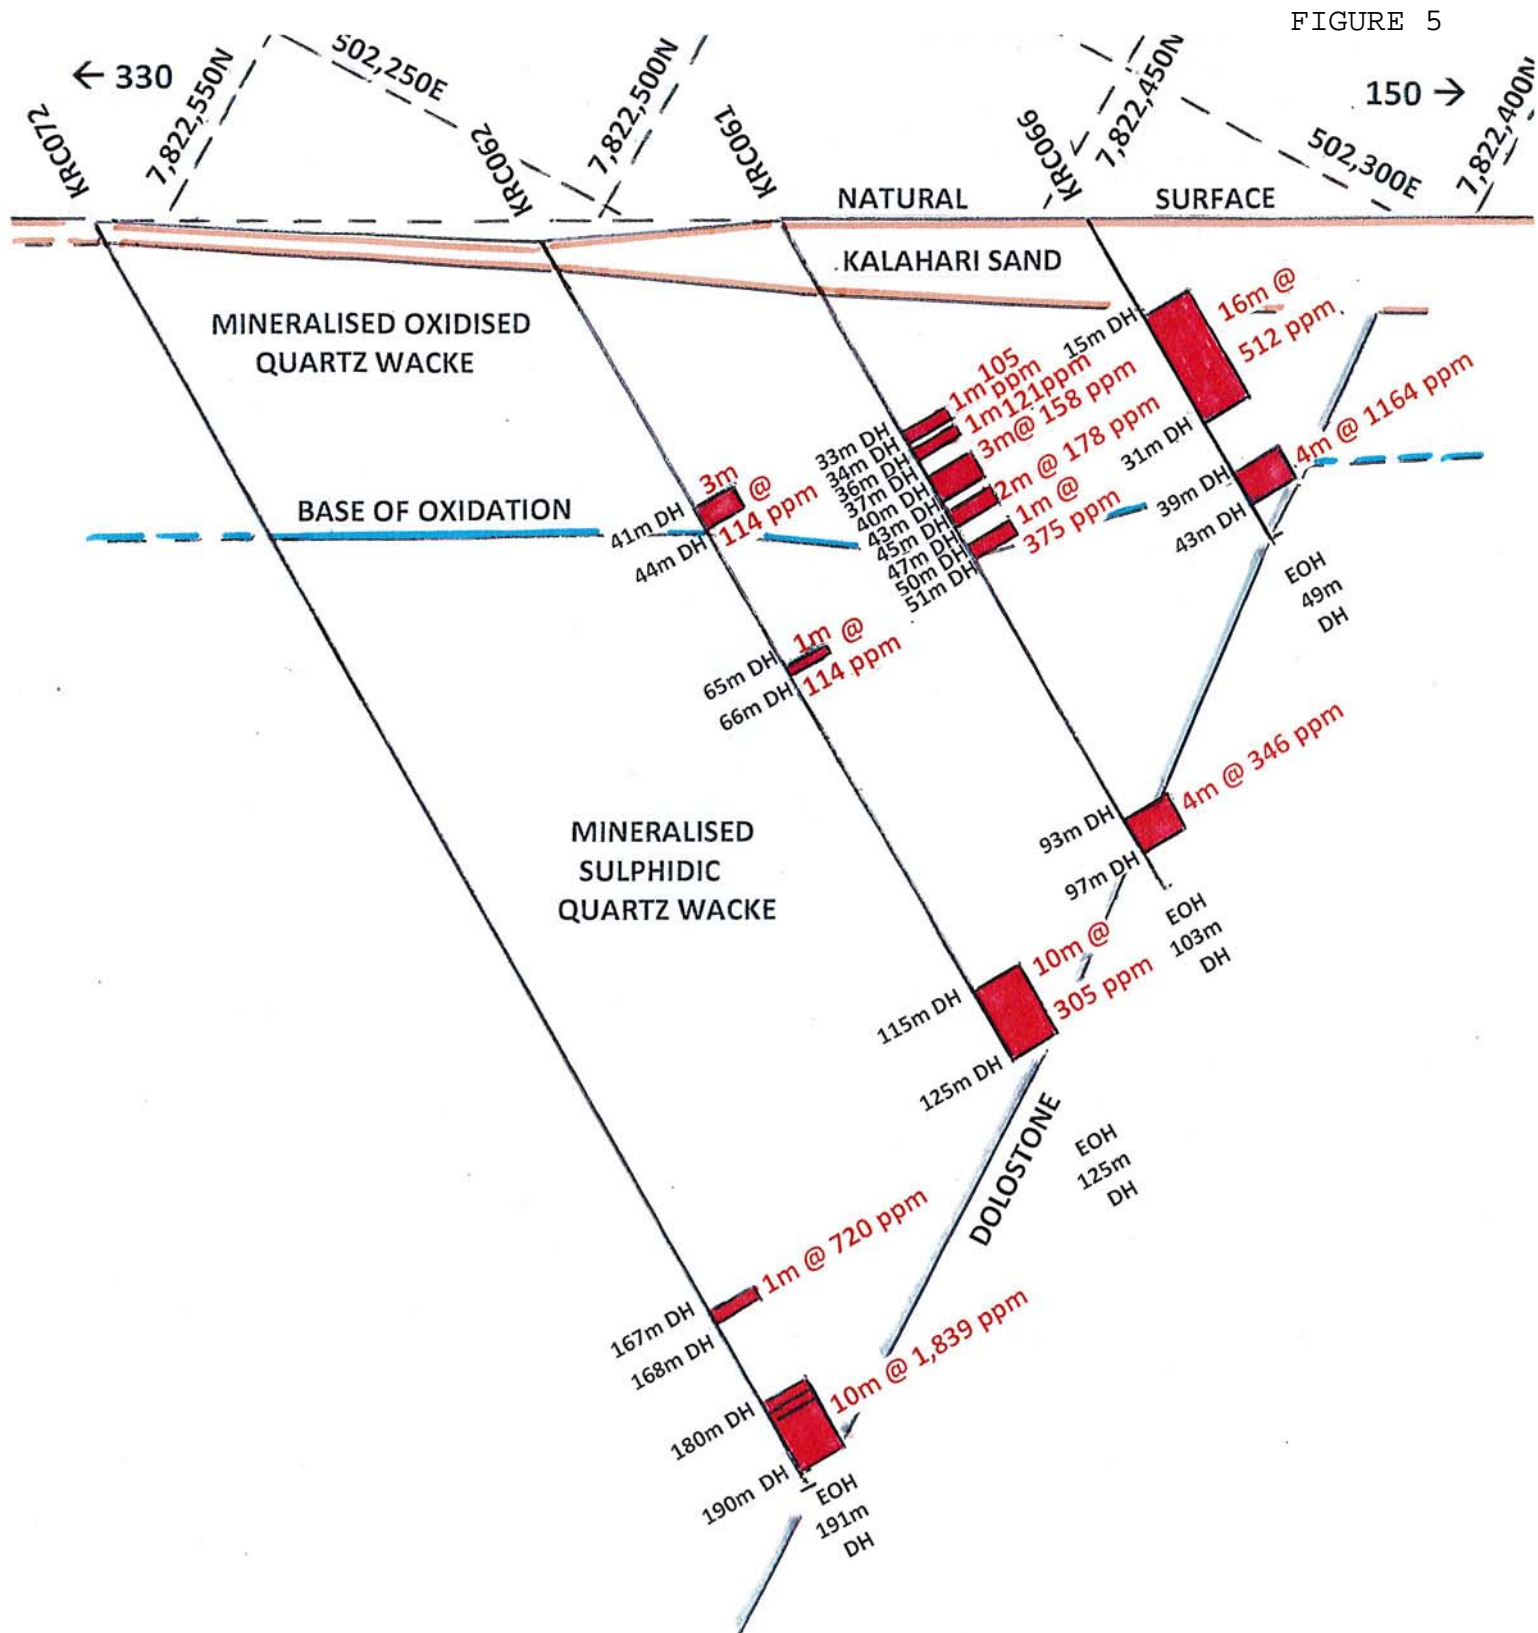 FIGURE 5
← 330
7,822,550N
502,250E
7,822,500N
7,822,450N
150 →
502,300E
7,822,400N
KRC072
KRC062
KRC061
KRC066
NATURAL SURFACE
KALAHARI SAND
MINERALISED OXIDISED
QUARTZ WACKE
BASE OF OXIDATION
41m DH
44m DH
3m
@
114 ppm
65m DH
66m DH
1m @
114 ppm
33m DH
34m DH
36m DH
37m DH
40m DH
43m DH
45m DH
47m DH
50m DH
51m DH
105
1m ppm
1m 121ppm
3m@ 158 ppm
2m @ 178 ppm
1m @
375 ppm
15m DH
31m DH
16m @
512 ppm
39m DH
43m DH
4m @ 1164 ppm
EOH
49m
DH
MINERALISED
SULPHIDIC
QUARTZ WACKE
93m DH
97m DH
4m @ 346 ppm
EOH
103m
DH
115m DH
125m DH
10m @
305 ppm
EOH
125m
DH
DOLOSTONE
167m DH
168m DH
1m @ 720 ppm
180m DH
190m DH
10m @ 1,839 ppm
EOH
191m
DH